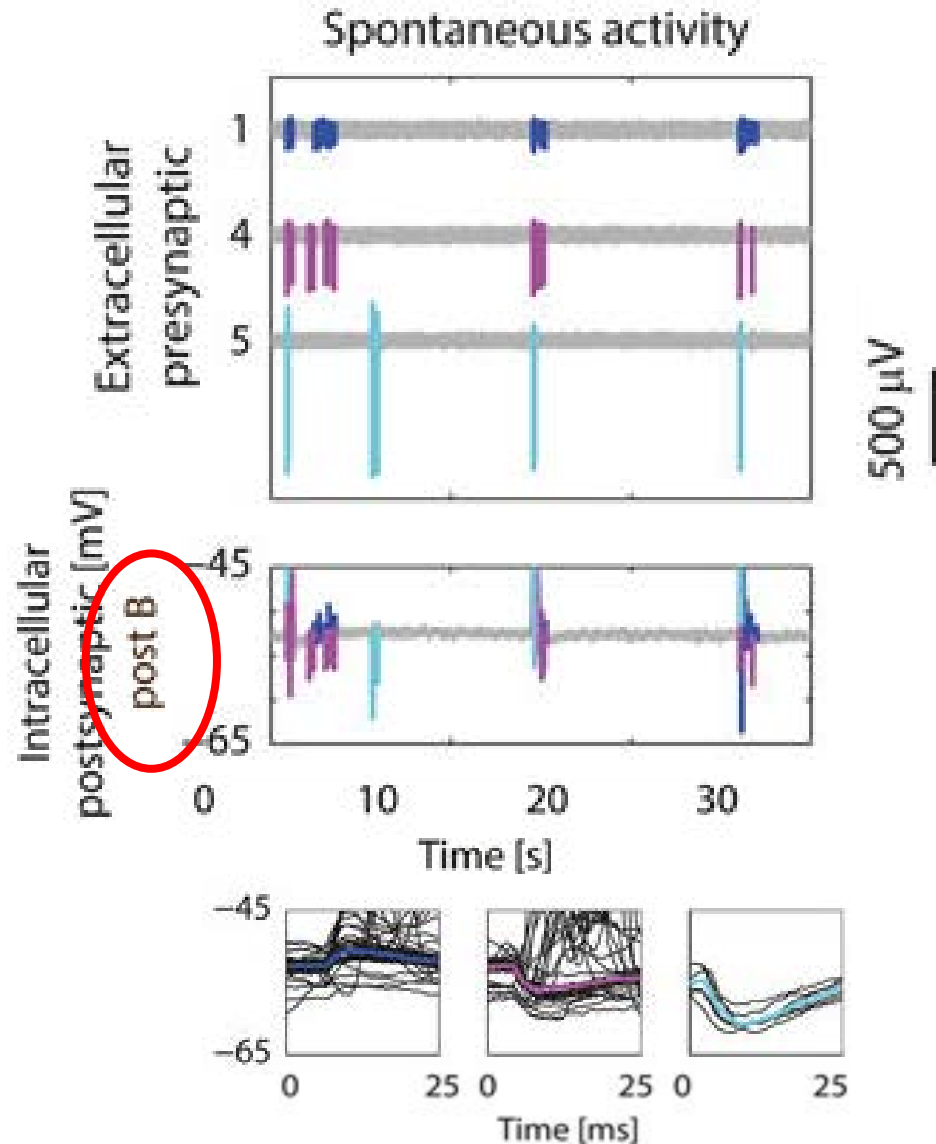 Spontaneous activity
Extracellular
presynaptic
1
4
5
500 µV
Intracellular
postsynaptic [mV]
post B
−45
−65
0 10 20 30
Time [s]
−45
−65
0 25 0 25 0 25
Time [ms]